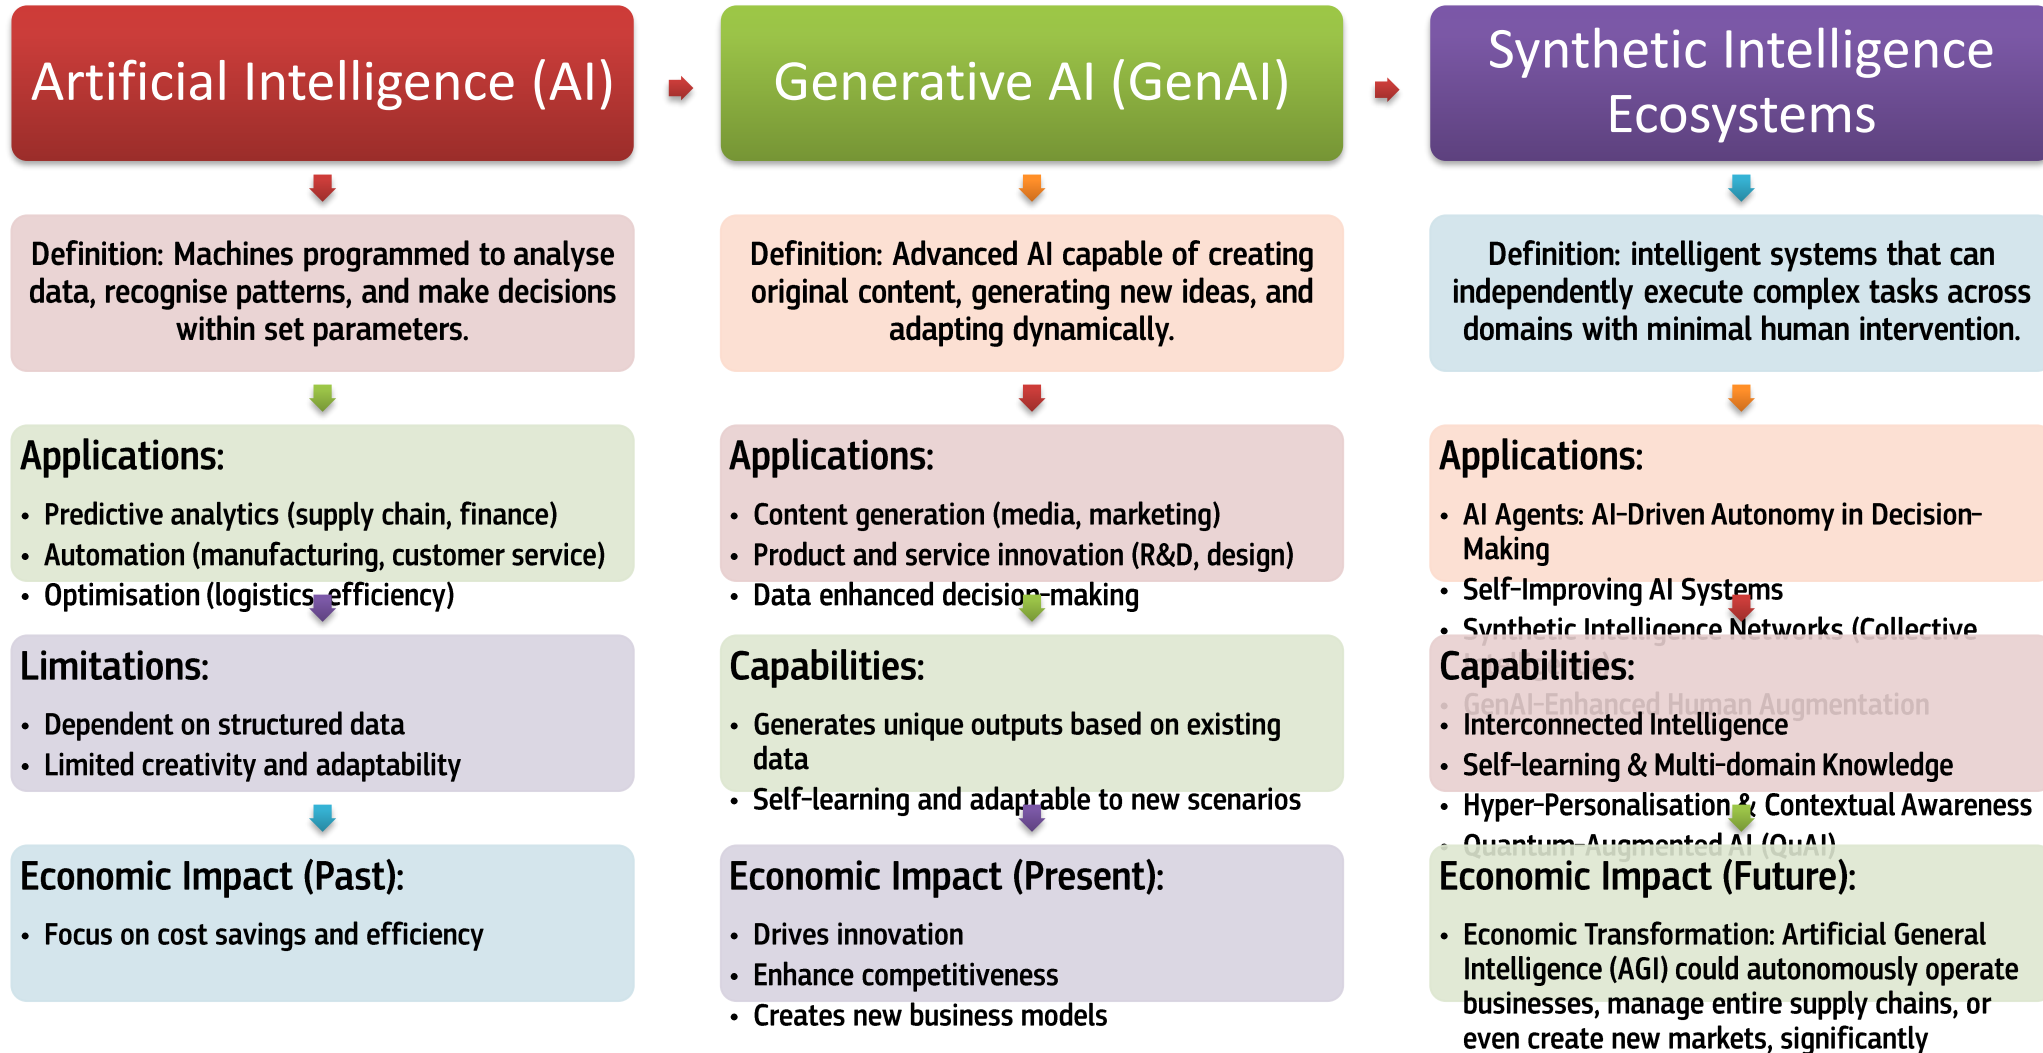 Artificial Intelligence (AI)
Definition: Machines programmed to analyse
data, recognise patterns, and make decisions
within set parameters.
Applications:
• Predictive analytics (supply chain, finance)
• Automation (manufacturing, customer service)
• Optimisation (logistics, efficiency)
Limitations:
• Dependent on structured data
• Limited creativity and adaptability
Economic Impact (Past):
• Focus on cost savings and efficiency
Generative AI (GenAI)
Definition: Advanced AI capable of creating
original content, generating new ideas, and
adapting dynamically.
Applications:
• Content generation (media, marketing)
• Product and service innovation (R&D, design)
• Data enhanced decision-making
Capabilities:
• Generates unique outputs based on existing
data
• Self-learning and adaptable to new scenarios
Economic Impact (Present):
• Drives innovation
• Enhance competitiveness
• Creates new business models
Synthetic Intelligence
Ecosystems
Definition: intelligent systems that can
independently execute complex tasks across
domains with minimal human intervention.
Applications:
• AI Agents: AI-Driven Autonomy in Decision-
Making
• Self-Improving AI Systems
• Synthetic Intelligence Networks (Collective
• GenAI-Enhanced Human Augmentation
Capabilities:
• Interconnected Intelligence
• Self-learning & Multi-domain Knowledge
• Hyper-Personalisation & Contextual Awareness
• Quantum-Augmented AI (QuAI)
Economic Impact (Future):
• Economic Transformation: Artificial General
Intelligence (AGI) could autonomously operate
businesses, manage entire supply chains, or
even create new markets, significantly